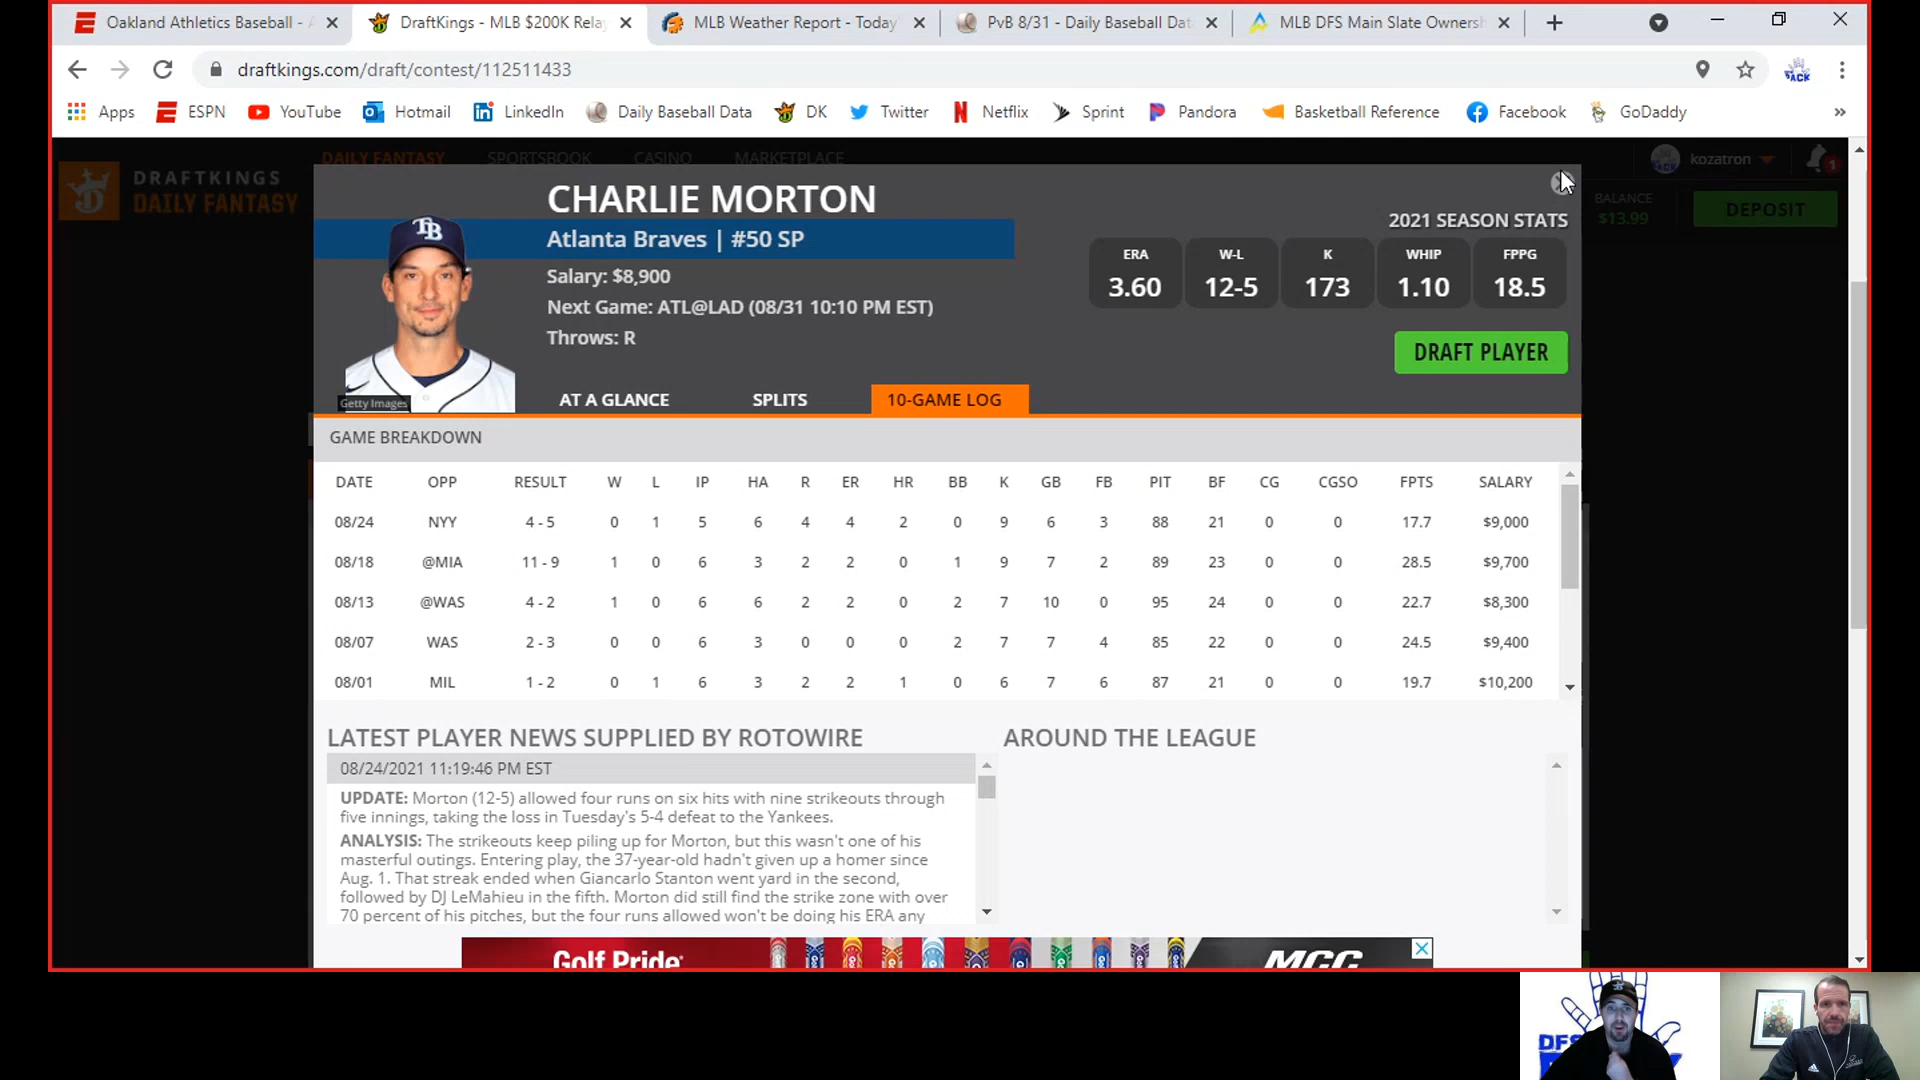 Oakland Athletics Baseball - A
DraftKings - MLB $200K Relay
MLB Weather Report - Today'
PvB 8/31 - Daily Baseball Data
MLB DFS Main Slate Ownersh
draftkings.com/draft/contest/112511433
Apps ESPN YouTube Hotmail LinkedIn Daily Baseball Data DK Twitter Netflix Sprint Pandora Basketball Reference Facebook GoDaddy »
DAILY FANTASY SPORTSBOOK CASINO MARKETPLACE
kozatron 1
DRAFTKINGS
DAILY FANTASY
BALANCE
$13.99
DEPOSIT
CHARLIE MORTON
Atlanta Braves | #50 SP
Salary: $8,900
Next Game: ATL@LAD (08/31 10:10 PM EST)
Throws: R
TB
Getty Images
2021 SEASON STATS
ERA W-L K WHIP FPPG
3.60 12-5 173 1.10 18.5
DRAFT PLAYER
AT A GLANCE SPLITS 10-GAME LOG
GAME BREAKDOWN
DATE OPP RESULT W L IP HA R ER HR BB K GB FB PIT BF CG CGSO FPTS SALARY
08/24 NYY 4 - 5 0 1 5 6 4 4 2 0 9 6 3 88 21 0 0 17.7 $9,000
08/18 @MIA 11 - 9 1 0 6 3 2 2 0 1 9 7 2 89 23 0 0 28.5 $9,700
08/13 @WAS 4 - 2 1 0 6 6 2 2 0 2 7 10 0 95 24 0 0 22.7 $8,300
08/07 WAS 2 - 3 0 0 6 3 0 0 0 2 7 7 4 85 22 0 0 24.5 $9,400
08/01 MIL 1 - 2 0 1 6 3 2 2 1 0 6 7 6 87 21 0 0 19.7 $10,200
LATEST PLAYER NEWS SUPPLIED BY ROTOWIRE
08/24/2021 11:19:46 PM EST
UPDATE: Morton (12-5) allowed four runs on six hits with nine strikeouts through
five innings, taking the loss in Tuesday's 5-4 defeat to the Yankees.
ANALYSIS: The strikeouts keep piling up for Morton, but this wasn't one of his
masterful outings. Entering play, the 37-year-old hadn't given up a homer since
Aug. 1. That streak ended when Giancarlo Stanton went yard in the second,
followed by DJ LeMahieu in the fifth. Morton did still find the strike zone with over
70 percent of his pitches, but the four runs allowed won't be doing his ERA any
AROUND THE LEAGUE
Golf Pride
MCC
DFS